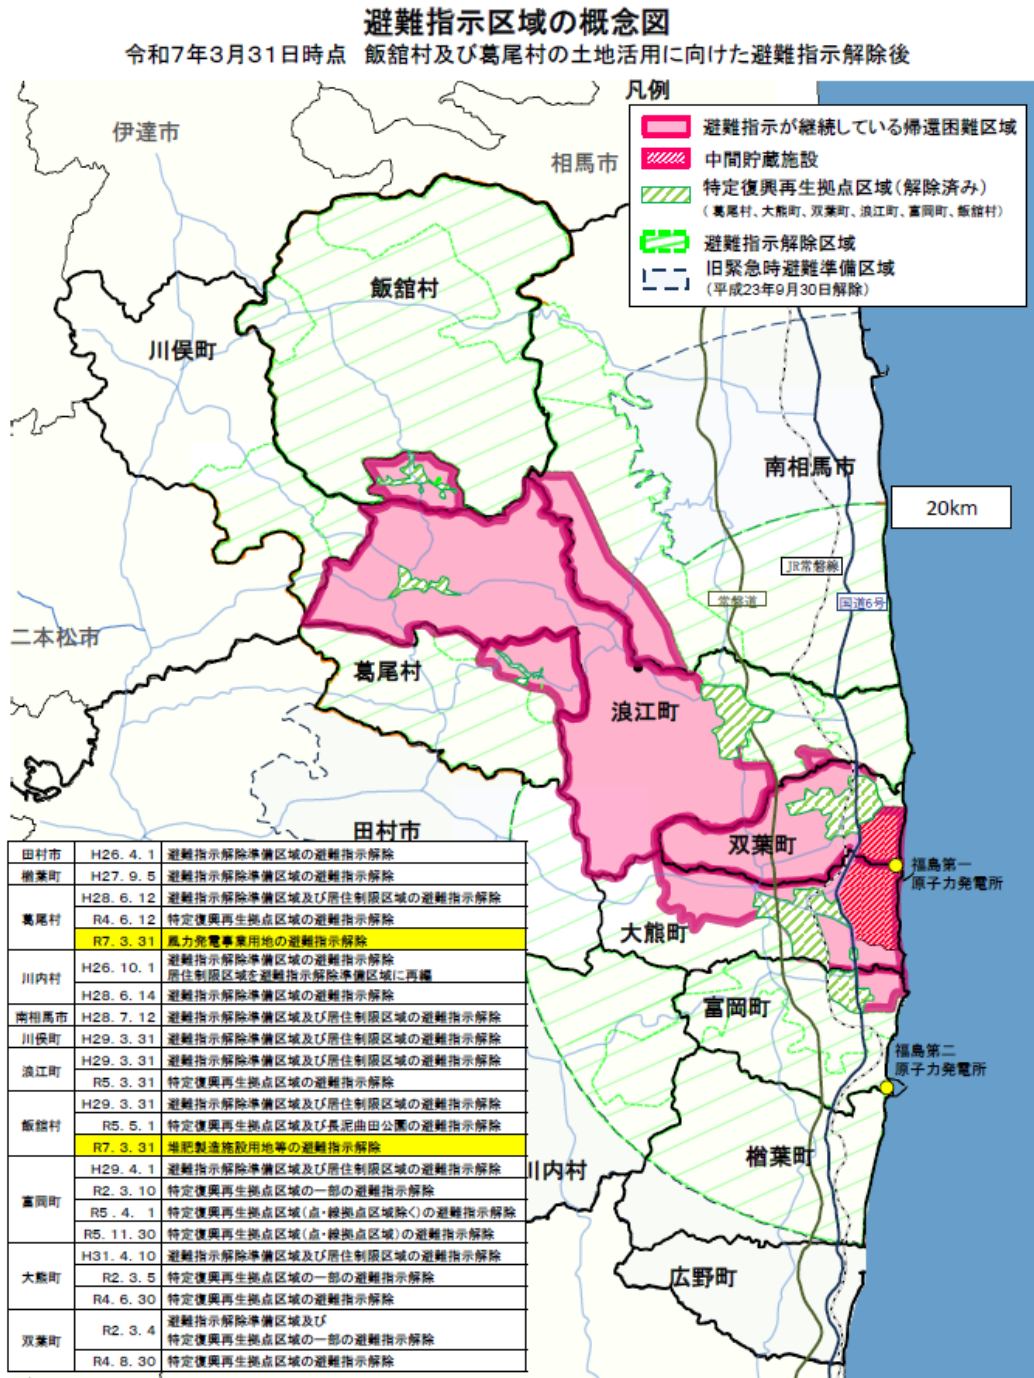 避難指示区域の概念図
令和7年3月31日時点 飯舘村及び葛尾村の土地活用に向けた避難指示解除後
凡例
避難指示が継続している帰還困難区域
中間貯蔵施設
特定復興再生拠点区域(解除済み)
(葛尾村、大熊町、双葉町、浪江町、富岡町、飯舘村)
避難指示解除区域
旧緊急時避難準備区域
(平成23年9月30日解除)
伊達市
相馬市
飯舘村
川俣町
南相馬市
20km
JR常磐線
常磐道
国道6号
二本松市
葛尾村
浪江町
田村市
双葉町
福島第一
原子力発電所
大熊町
富岡町
福島第二
原子力発電所
楢葉町
川内村
広野町
田村市 H26.4.1 避難指示解除準備区域の避難指示解除
楢葉町 H27.9.5 避難指示解除準備区域の避難指示解除
葛尾村 H28.6.12 避難指示解除準備区域及び居住制限区域の避難指示解除
R4.6.12 特定復興再生拠点区域の避難指示解除
R7.3.31 風力発電事業用地の避難指示解除
川内村 H26.10.1 避難指示解除準備区域の避難指示解除
居住制限区域を避難指示解除準備区域に再編
H28.6.14 避難指示解除準備区域の避難指示解除
南相馬市 H28.7.12 避難指示解除準備区域及び居住制限区域の避難指示解除
川俣町 H29.3.31 避難指示解除準備区域及び居住制限区域の避難指示解除
浪江町 H29.3.31 避難指示解除準備区域及び居住制限区域の避難指示解除
R5.3.31 特定復興再生拠点区域の避難指示解除
飯舘村 H29.3.31 避難指示解除準備区域及び居住制限区域の避難指示解除
R5.5.1 特定復興再生拠点区域及び長泥曲田公園の避難指示解除
R7.3.31 堆肥製造施設用地等の避難指示解除
富岡町 H29.4.1 避難指示解除準備区域及び居住制限区域の避難指示解除
R2.3.10 特定復興再生拠点区域の一部の避難指示解除
R5.4.1 特定復興再生拠点区域(点・線拠点区域除く)の避難指示解除
R5.11.30 特定復興再生拠点区域(点・線拠点区域)の避難指示解除
大熊町 H31.4.10 避難指示解除準備区域及び居住制限区域の避難指示解除
R2.3.5 特定復興再生拠点区域の一部の避難指示解除
R4.6.30 特定復興再生拠点区域の避難指示解除
双葉町 R2.3.4 避難指示解除準備区域及び
特定復興再生拠点区域の一部の避難指示解除
R4.8.30 特定復興再生拠点区域の避難指示解除